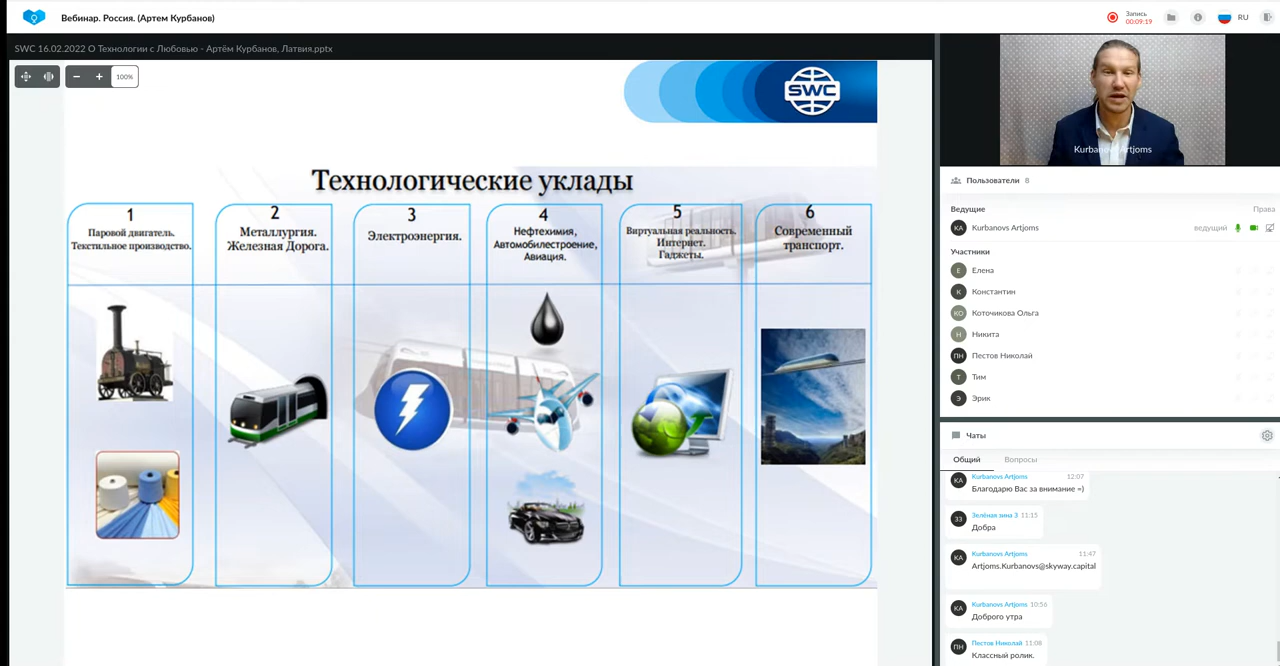 Вебинар. Россия. (Артем Курбанов)
Запись
00:09:19
RU
SWC 16.02.2022 О Технологии с Любовью - Артём Курбанов, Латвия.pptx
100%
SWC
Технологические уклады
1
Паровой двигатель.
Текстильное производство.
2
Металлургия.
Железная Дорога.
3
Электроэнергия.
4
Нефтехимия,
Автомобилестроение,
Авиация.
5
Виртуальная реальность.
Интернет.
Гаджеты.
6
Современный
транспорт.
Kurbanovs Artjoms
Пользователи 8
Ведущие
Права
KA Kurbanovs Artjoms ведущий
Участники
Е Елена
К Константин
КО Коточикова Ольга
Н Никита
ПН Пестов Николай
Т Тим
Э Эрик
Чаты
Общий Вопросы
KA Kurbanovs Artjoms 12:07
Благодарю Вас за внимание =)
ЗЗ Зелёная зина З 11:15
Добра
KA Kurbanovs Artjoms 11:47
Artjoms.Kurbanovs@skyway.capital
KA Kurbanovs Artjoms 10:56
Доброго утра
ПН Пестов Николай 11:08
Классный ролик.